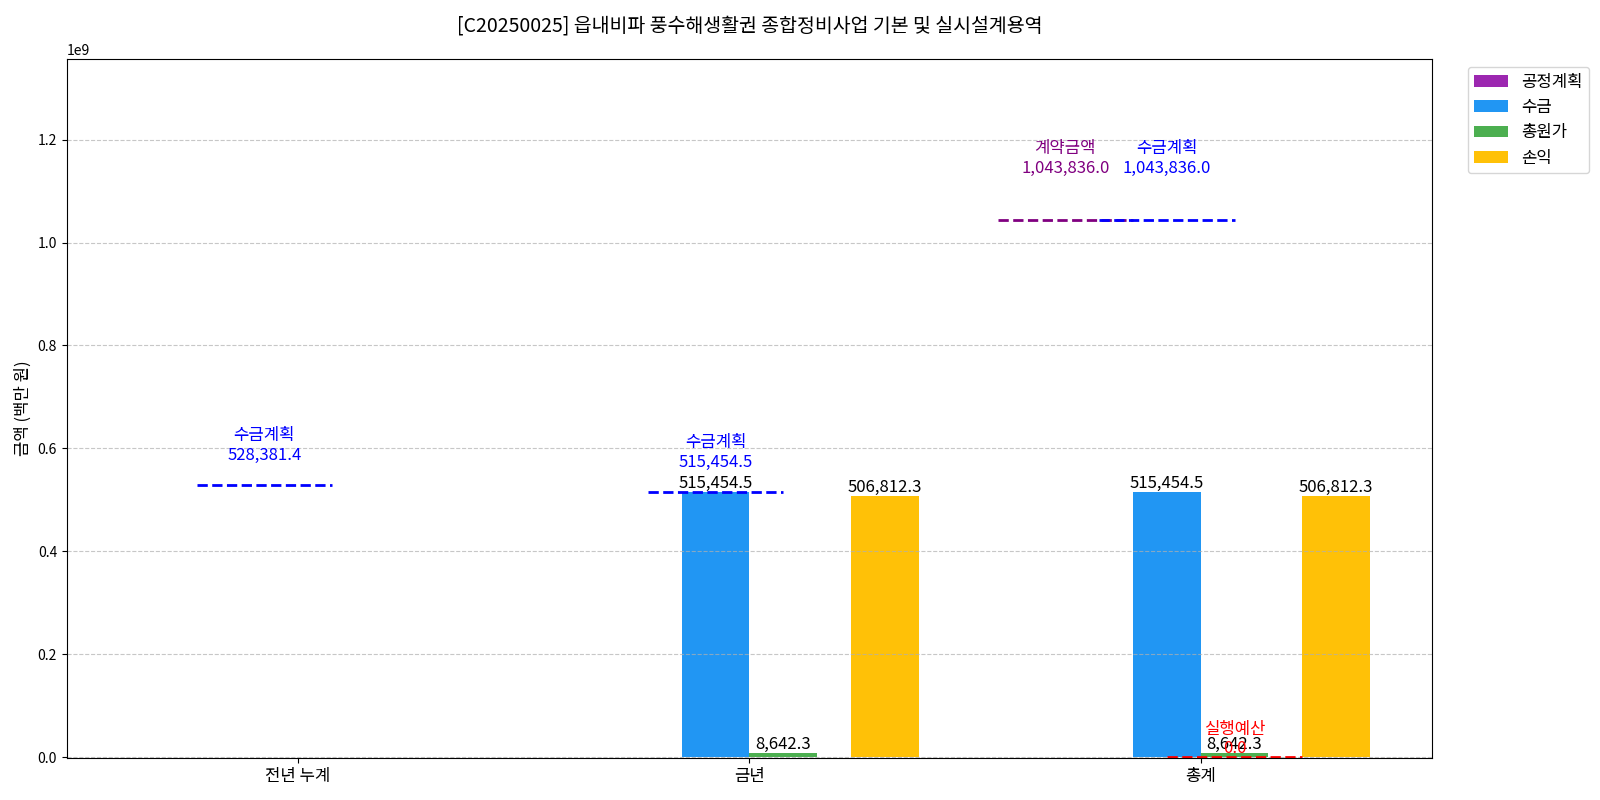 [C20250025] 읍내비파 풍수해생활권 종합정비사업 기본 및 실시설계용역
1e9
금액 (백만 원)
1.2
1.0
0.8
0.6
0.4
0.2
0.0
수금계획
528,381.4
수금계획
515,454.5
515,454.5
8,642.3
506,812.3
계약금액
1,043,836.0
수금계획
1,043,836.0
515,454.5
실행예산
0.0
8,642.3
506,812.3
전년 누계
금년
총계
공정계획
수금
총원가
손익